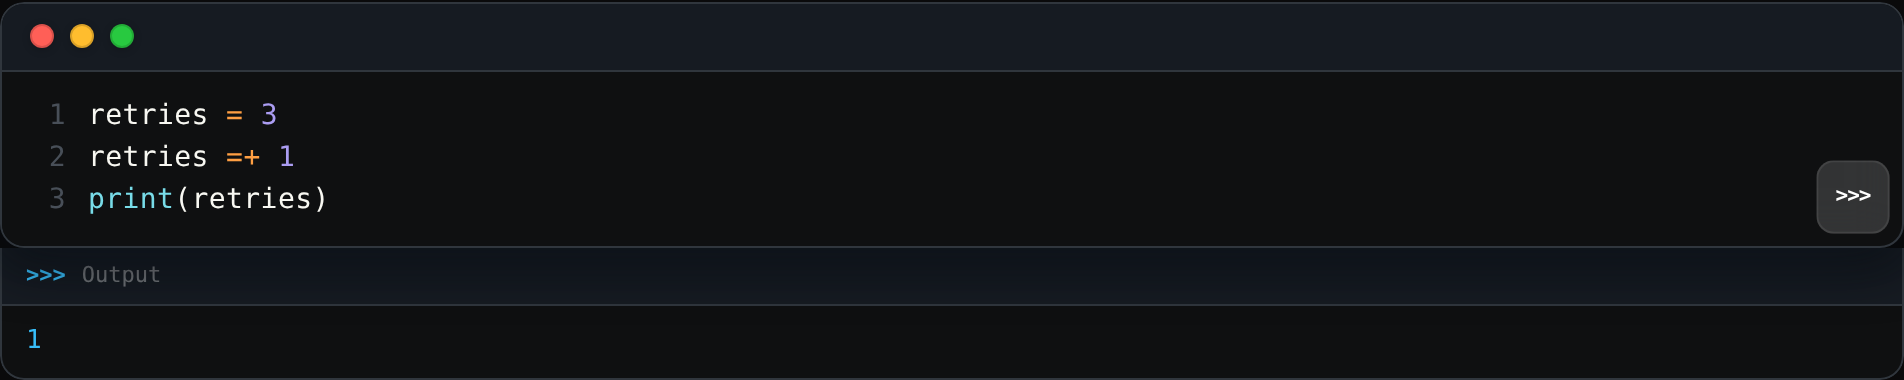 1 retries = 3
2 retries =+ 1
3 print(retries)
>>>
>>> Output
1